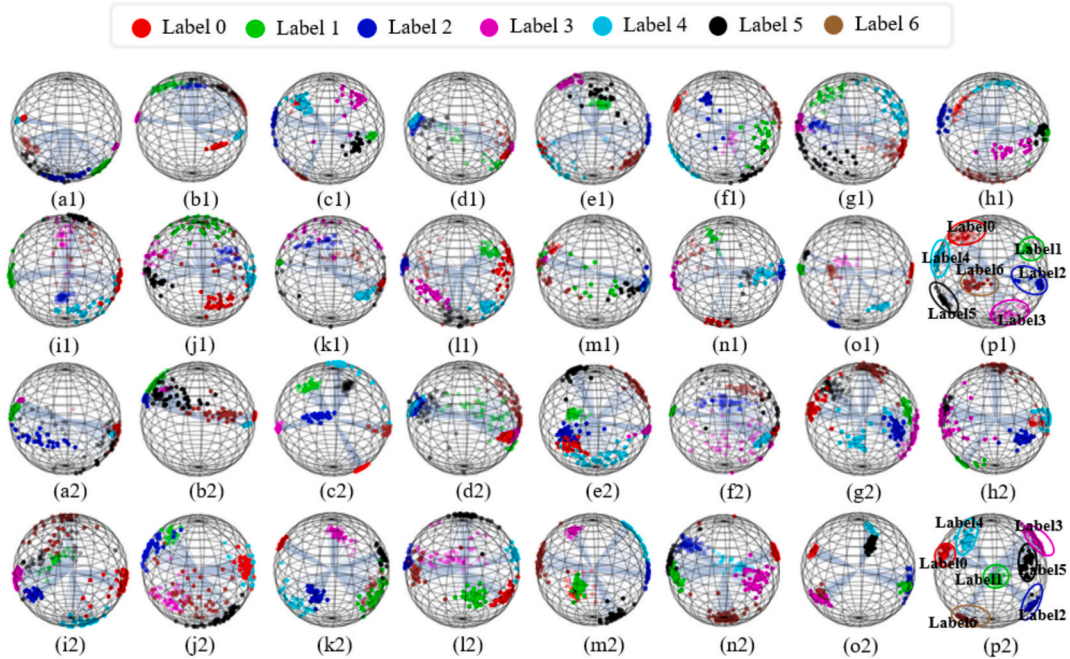 Label 0 Label 1 Label 2 Label 3 Label 4 Label 5 Label 6
(a1) (b1) (c1) (d1) (e1) (f1) (g1) (h1)
Label0
Label1
Label4
Label6
Label2
Label5
Label3
(i1) (j1) (k1) (l1) (m1) (n1) (o1) (p1)
(a2) (b2) (c2) (d2) (e2) (f2) (g2) (h2)
Label4
Label3
Label0
Label5
Label1
Label6
Label2
(i2) (j2) (k2) (l2) (m2) (n2) (o2) (p2)